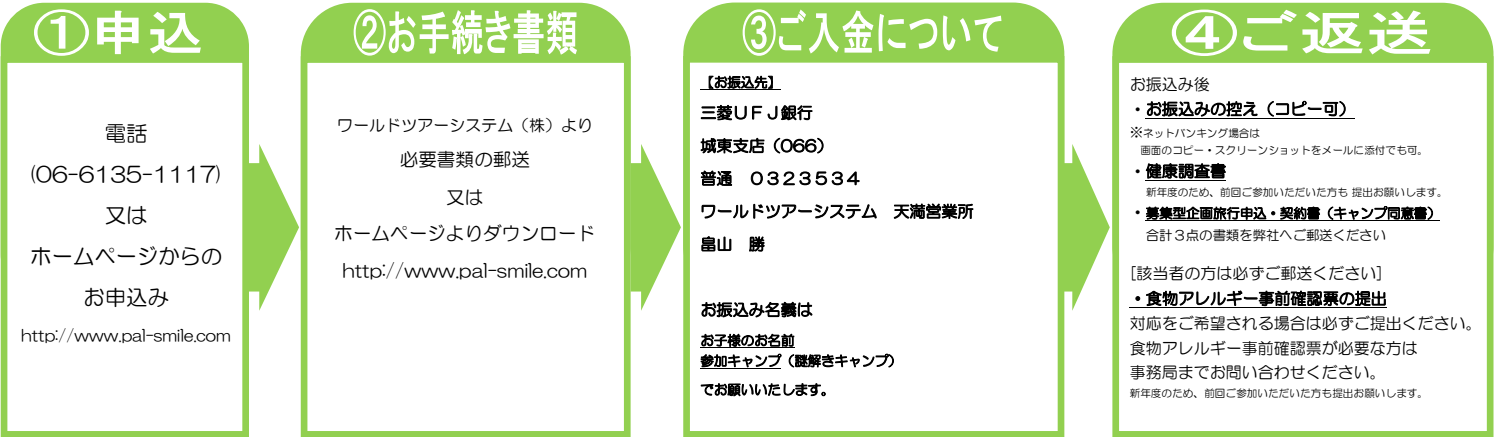 ①申込
電話
(06-6135-1117)
又は
ホームページからの
お申込み
http://www.pal-smile.com
②お手続き書類
ワールドツアーシステム（株）より
必要書類の郵送
又は
ホームページよりダウンロード
http://www.pal-smile.com
③ご入金について
【お振込先】
三菱ＵＦＪ銀行
城東支店（066）
普通　０３２３５３４
ワールドツアーシステム　天満営業所
畠山　勝
お振込み名義は
お子様のお名前
参加キャンプ（謎解きキャンプ）
でお願いいたします。
④ご返送
お振込み後
・お振込みの控え（コピー可）
※ネットバンキング場合は
画面のコピー・スクリーンショットをメールに添付でも可。
・健康調査書
新年度のため、前回ご参加いただいた方も 提出お願いします。
・募集型企画旅行申込・契約書（キャンプ同意書）
合計３点の書類を弊社へご郵送ください
[該当者の方は必ずご郵送ください]
・食物アレルギー事前確認票の提出
対応をご希望される場合は必ずご提出ください。
食物アレルギー事前確認票が必要な方は
事務局までお問い合わせください。
新年度のため、前回ご参加いただいた方も提出お願いします。